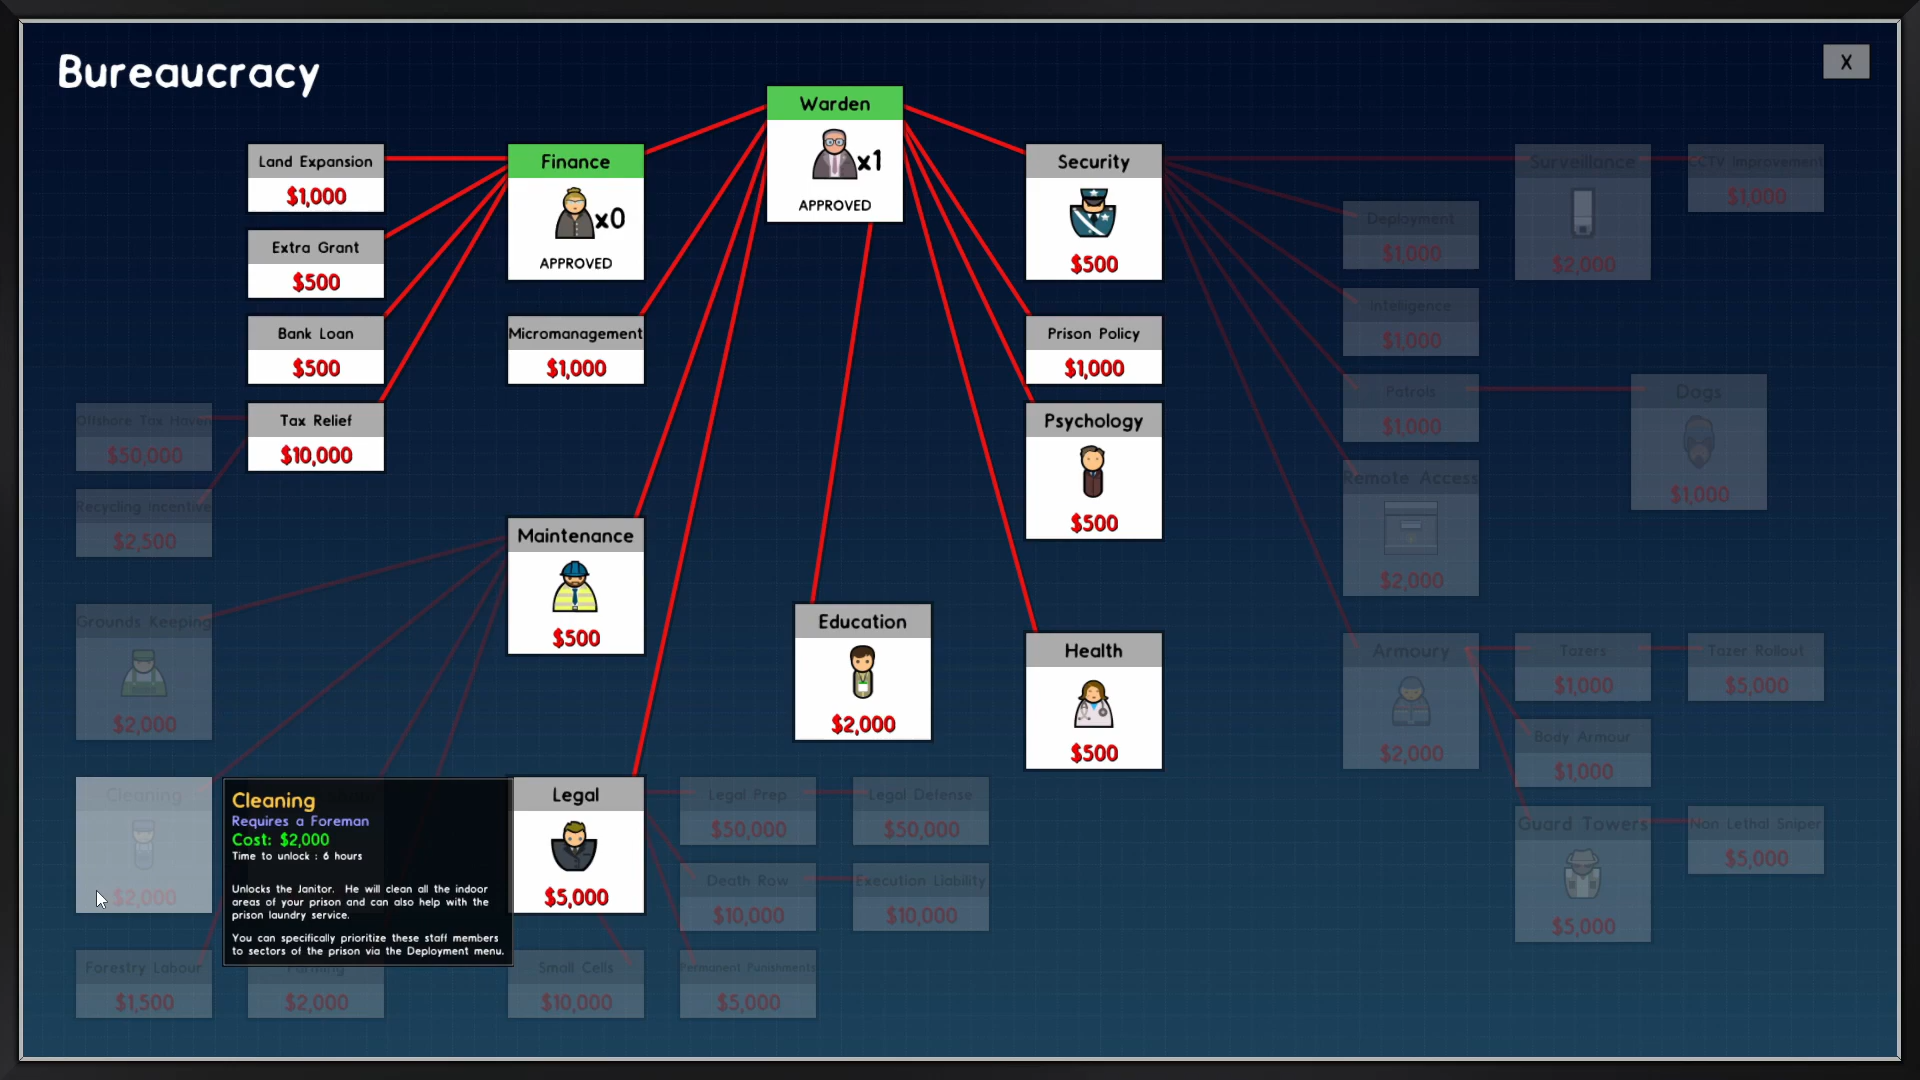 Bureaucracy
X
Warden
x1
APPROVED
Land Expansion
$1,000
Finance
x0
APPROVED
Security
$500
Surveillance
$2,000
CCTV Improvement
$1,000
Extra Grant
$500
Deployment
$1,000
Bank Loan
$500
Micromanagement
$1,000
Prison Policy
$1,000
Intelligence
$1,000
Offshore Tax Haven
$50,000
Tax Relief
$10,000
Psychology
$500
Patrols
$1,000
Dogs
$1,000
Recycling Incentive
$2,500
Remote Access
$2,000
Maintenance
$500
Grounds Keeping
$2,000
Education
$2,000
Health
$500
Armoury
$2,000
Tazers
$1,000
Tazer Rollout
$5,000
Body Armour
$1,000
Cleaning
$2,000
Cleaning
Requires a Foreman
Cost: $2,000
Time to unlock : 6 hours
Unlocks the Janitor. He will clean all the indoor
areas of your prison and can also help with the
prison laundry service.
You can specifically prioritize these staff members
to sectors of the prison via the Deployment menu.
Legal
$5,000
Legal Prep
$50,000
Legal Defense
$50,000
Death Row
$10,000
Execution Liability
$10,000
Guard Towers
$5,000
Non Lethal Sniper
$5,000
Forestry Labour
$1,500
Farming
$2,000
Small Cells
$10,000
Permanent Punishments
$5,000